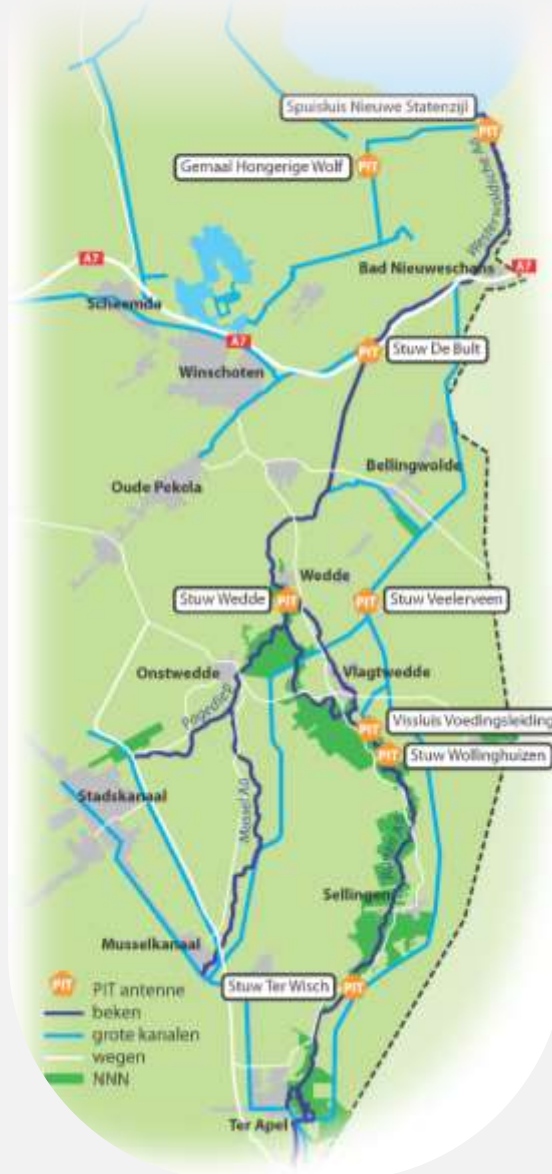 Spuisluis Nieuwe Statenzijl
PIT
Gemaal Hongerige Wolf
PIT
Westerwoldsche Aa
A7
Bad Nieuweschans
A7
Scheemda
A7
Winschoten
PIT
Stuw De Bult
Bellingwolde
Oude Pekela
Wedde
Stuw Wedde
PIT
PIT
Stuw Veelerveen
Onstwedde
Vlagtwedde
Pagediep
PIT
Vissluis Voedingsleiding
PIT
Stuw Wollinghuizen
Stadskanaal
Mussel Aa
Sellingen
Musselkanaal
Stuw Ter Wisch
PIT
PIT
PIT antenne
beken
grote kanalen
wegen
NNN
Ter Apel